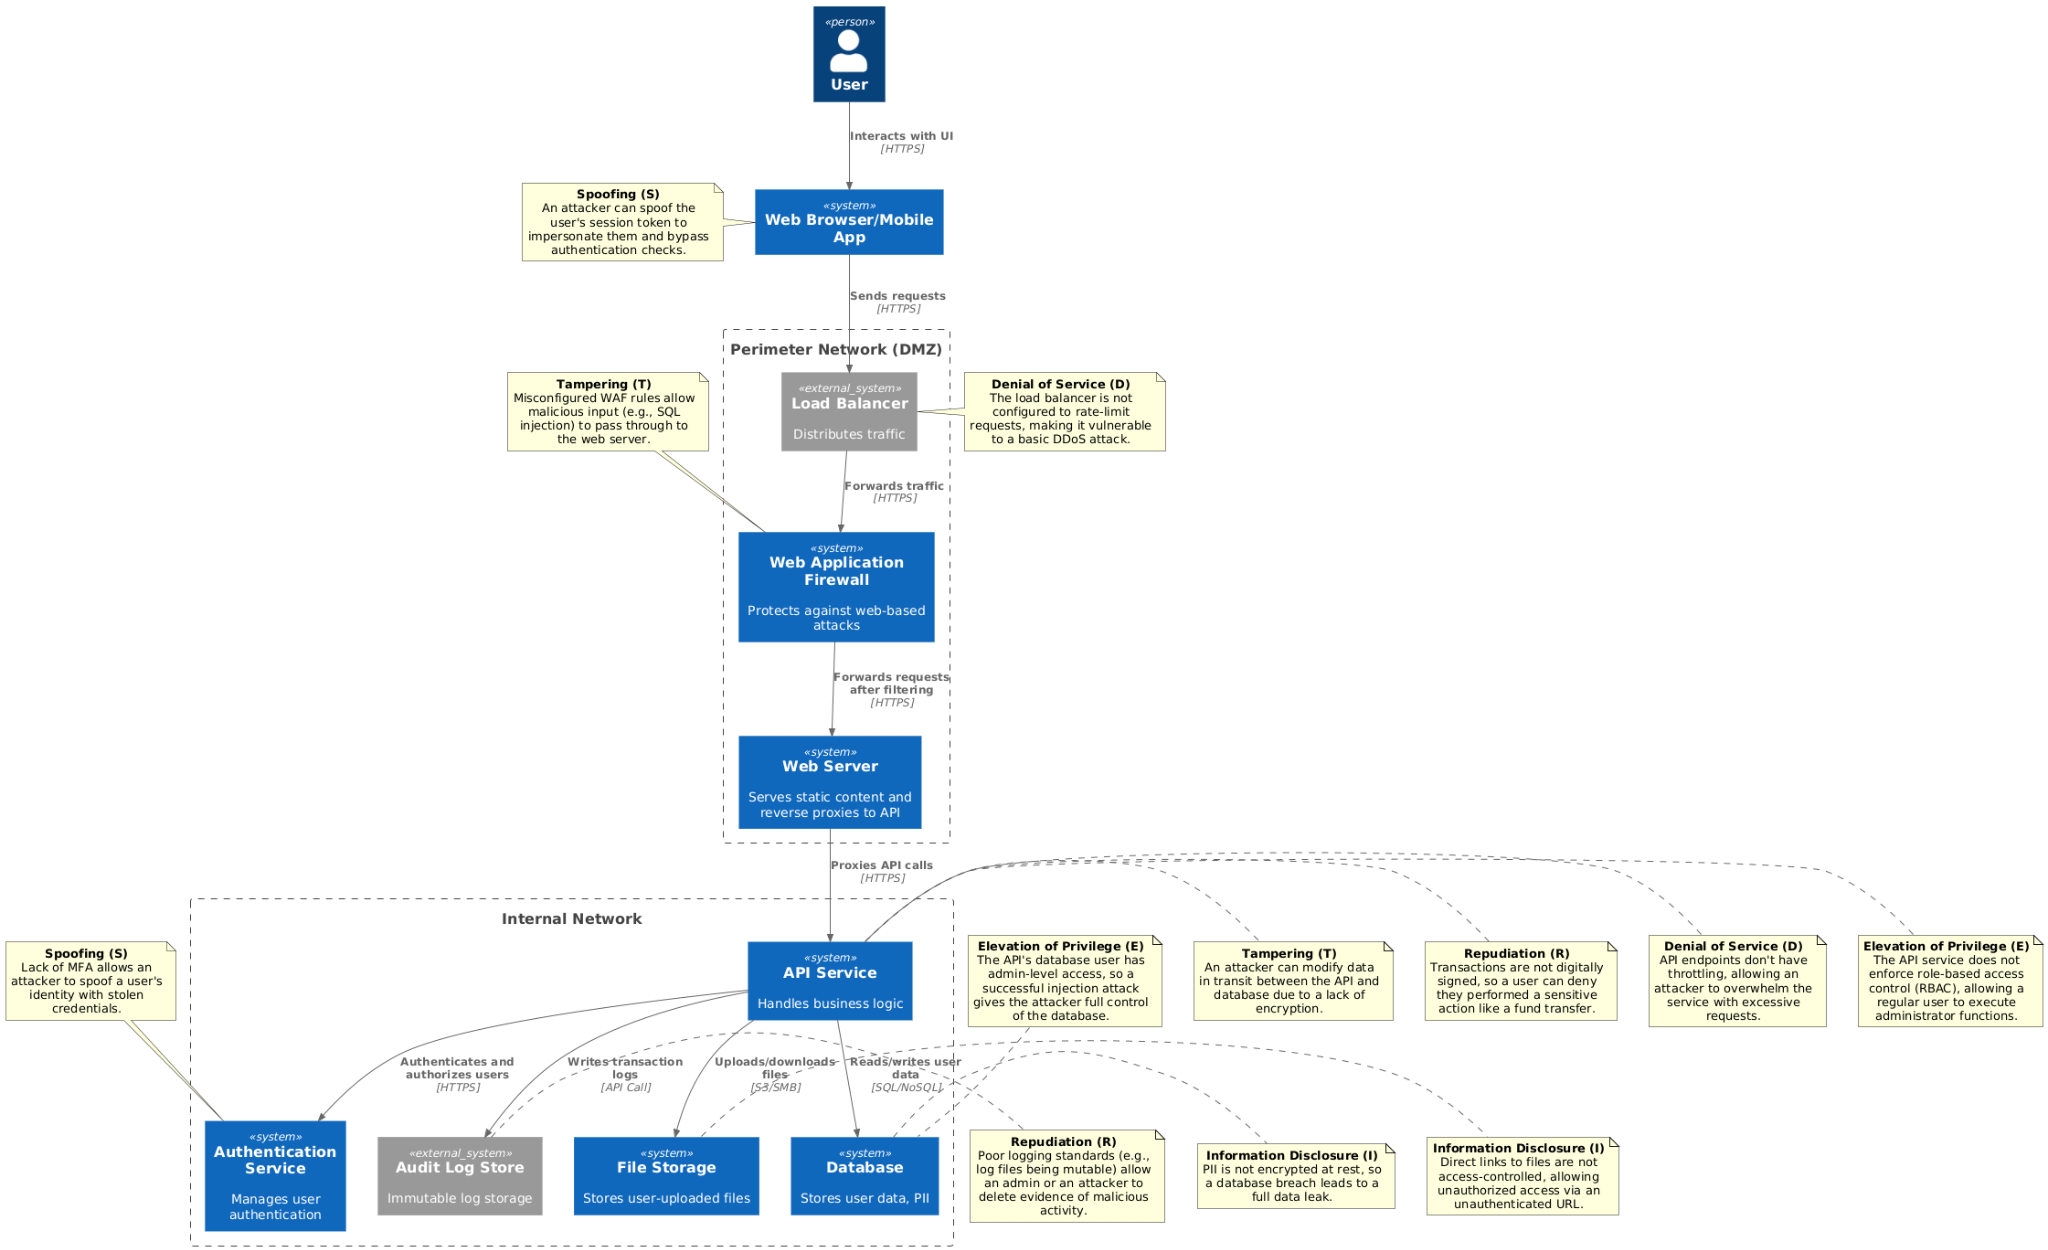 «person»
User
Interacts with UI
[HTTPS]
Spoofing (S)
An attacker can spoof the
user's session token to
impersonate them and bypass
authentication checks.
«system»
Web Browser/Mobile
App
Sends requests
[HTTPS]
Perimeter Network (DMZ)
Tampering (T)
Misconfigured WAF rules allow
malicious input (e.g., SQL
injection) to pass through to
the web server.
«external_system»
Load Balancer
Distributes traffic
Denial of Service (D)
The load balancer is not
configured to rate-limit
requests, making it vulnerable
to a basic DDoS attack.
Forwards traffic
[HTTPS]
«system»
Web Application
Firewall
Protects against web-based
attacks
Forwards requests
after filtering
[HTTPS]
«system»
Web Server
Serves static content and
reverse proxies to API
Proxies API calls
[HTTPS]
Internal Network
Spoofing (S)
Lack of MFA allows an
attacker to spoof a user's
identity with stolen
credentials.
«system»
API Service
Handles business logic
Elevation of Privilege (E)
The API's database user has
admin-level access, so a
successful injection attack
gives the attacker full control
of the database.
Tampering (T)
An attacker can modify data
in transit between the API and
database due to a lack of
encryption.
Repudiation (R)
Transactions are not digitally
signed, so a user can deny
they performed a sensitive
action like a fund transfer.
Denial of Service (D)
API endpoints don't have
throttling, allowing an
attacker to overwhelm the
service with excessive
requests.
Elevation of Privilege (E)
The API service does not
enforce role-based access
control (RBAC), allowing a
regular user to execute
administrator functions.
Authenticates and
authorizes users
[HTTPS]
Writes transaction
logs
[API Call]
Uploads/downloads
files
[S3/SMB]
Reads/writes user
data
[SQL/NoSQL]
«system»
Authentication
Service
Manages user
authentication
«external_system»
Audit Log Store
Immutable log storage
«system»
File Storage
Stores user-uploaded files
«system»
Database
Stores user data, PII
Repudiation (R)
Poor logging standards (e.g.,
log files being mutable) allow
an admin or an attacker to
delete evidence of malicious
activity.
Information Disclosure (I)
PII is not encrypted at rest, so
a database breach leads to a
full data leak.
Information Disclosure (I)
Direct links to files are not
access-controlled, allowing
unauthorized access via an
unauthenticated URL.